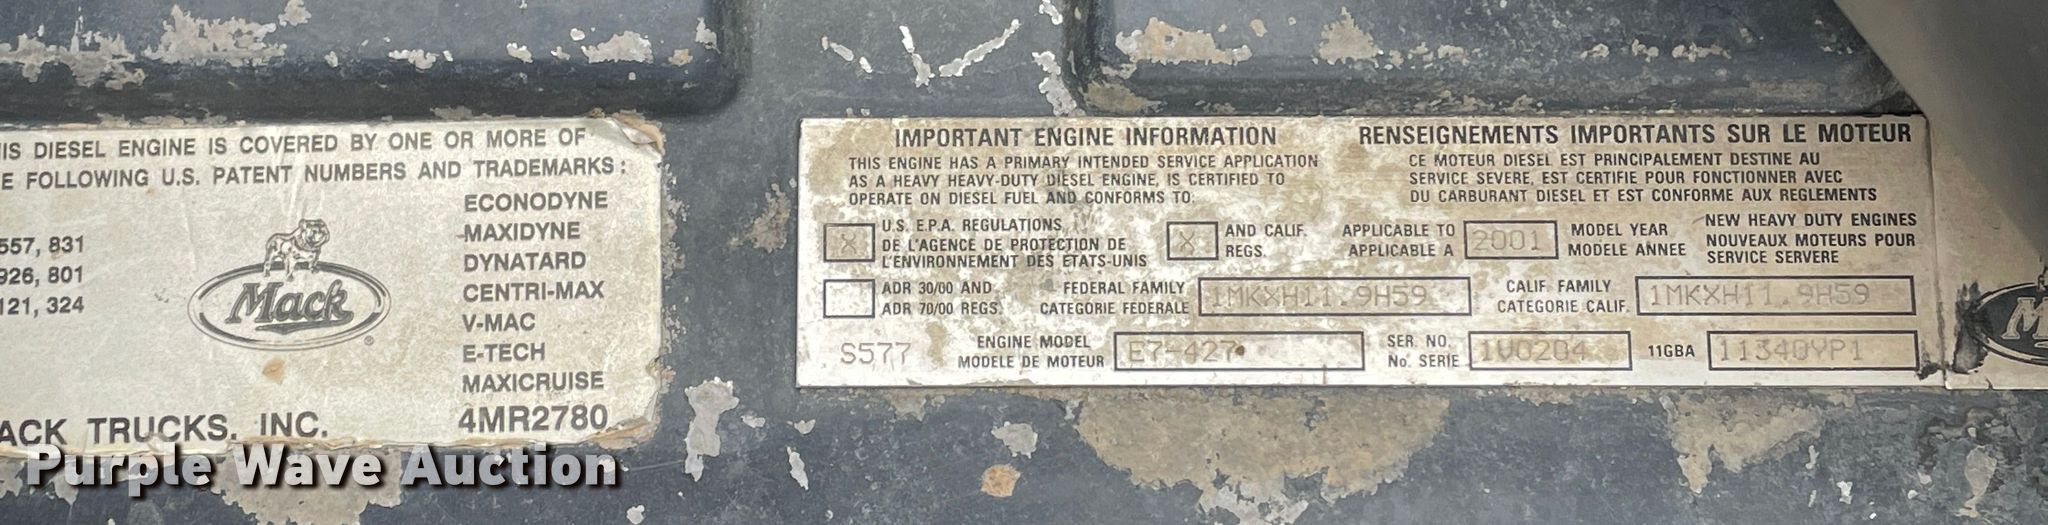 IS DIESEL ENGINE IS COVERED BY ONE OR MORE OF
E FOLLOWING U.S. PATENT NUMBERS AND TRADEMARKS:
ECONODYNE
MAXIDYNE
DYNATARD
CENTRI-MAX
V-MAC
E-TECH
MAXICRUISE
557, 831
926, 801
121, 324
Mack
®
ACK TRUCKS, INC.
4MR2780
IMPORTANT ENGINE INFORMATION
THIS ENGINE HAS A PRIMARY INTENDED SERVICE APPLICATION
AS A HEAVY HEAVY-DUTY DIESEL ENGINE, IS CERTIFIED TO
OPERATE ON DIESEL FUEL AND CONFORMS TO:
RENSEIGNEMENTS IMPORTANTS SUR LE MOTEUR
CE MOTEUR DIESEL EST PRINCIPALEMENT DESTINE AU
SERVICE SEVERE, EST CERTIFIE POUR FONCTIONNER AVEC
DU CARBURANT DIESEL ET EST CONFORME AUX REGLEMENTS
X U.S. E.P.A. REGULATIONS
DE L'AGENCE DE PROTECTION DE
L'ENVIRONNEMENT DES ETATS-UNIS
X AND CALIF.
REGS.
APPLICABLE TO
APPLICABLE A
2001
MODEL YEAR
MODELE ANNEE
NEW HEAVY DUTY ENGINES
NOUVEAUX MOTEURS POUR
SERVICE SERVERE
ADR 30/00 AND
ADR 70/00 REGS.
FEDERAL FAMILY
CATEGORIE FEDERALE
1MKXH11.9H59
CALIF. FAMILY
CATEGORIE CALIF.
1MKXH11.9H59
S577
ENGINE MODEL
MODELE DE MOTEUR
E7-427
SER. NO.
No. SERIE
1V0204
11GBA
11340YP1
Purple Wave Auction